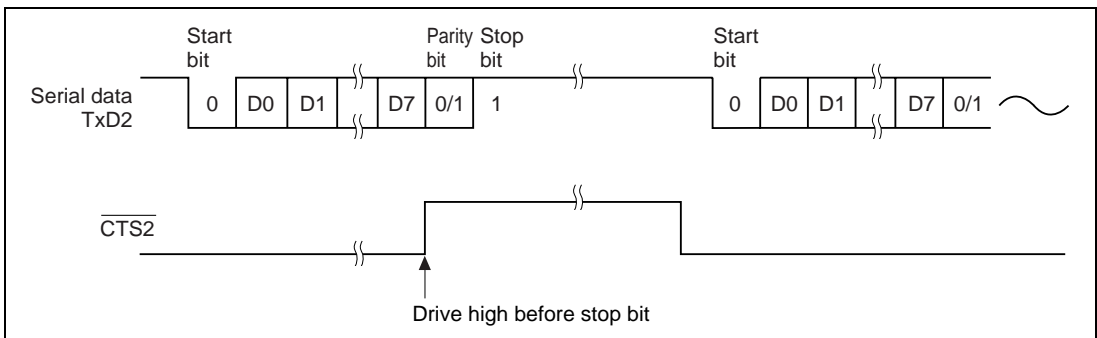 Start bit Parity bit Stop bit Start bit
Serial data TxD2 0 D0 D1 D7 0/1 1 0 D0 D1 D7 0/1
CTS2
Drive high before stop bit